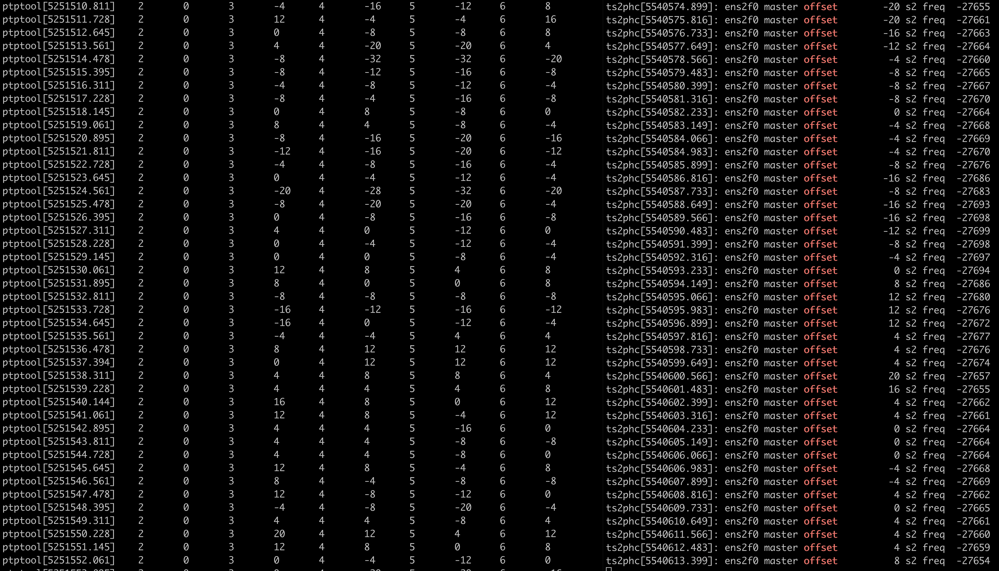 ptptool[5251510.811] 2 0 3 -4 4 -16 5 -12 6 8
ptptool[5251511.728] 2 0 3 12 4 -4 5 -4 6 16
ptptool[5251512.645] 2 0 3 0 4 -8 5 -8 6 8
ptptool[5251513.561] 2 0 3 4 4 -20 5 -20 6 4
ptptool[5251514.478] 2 0 3 -8 4 -32 5 -32 6 -20
ptptool[5251515.395] 2 0 3 -8 4 -12 5 -16 6 -8
ptptool[5251516.311] 2 0 3 -4 4 -8 5 -12 6 -4
ptptool[5251517.228] 2 0 3 -8 4 -4 5 -16 6 -8
ptptool[5251518.145] 2 0 3 0 4 8 5 -8 6 0
ptptool[5251519.061] 2 0 3 8 4 4 5 -8 6 -4
ptptool[5251520.895] 2 0 3 -8 4 -16 5 -20 6 -16
ptptool[5251521.811] 2 0 3 -12 4 -16 5 -20 6 -12
ptptool[5251522.728] 2 0 3 -4 4 -8 5 -16 6 -4
ptptool[5251523.645] 2 0 3 0 4 -4 5 -12 6 -4
ptptool[5251524.561] 2 0 3 -20 4 -28 5 -32 6 -20
ptptool[5251525.478] 2 0 3 -8 4 -20 5 -20 6 -4
ptptool[5251526.395] 2 0 3 0 4 -8 5 -16 6 -8
ptptool[5251527.311] 2 0 3 4 4 0 5 -12 6 0
ptptool[5251528.228] 2 0 3 0 4 -4 5 -12 6 -4
ptptool[5251529.145] 2 0 3 0 4 0 5 -8 6 -4
ptptool[5251530.061] 2 0 3 12 4 8 5 4 6 8
ptptool[5251531.895] 2 0 3 8 4 0 5 0 6 8
ptptool[5251532.811] 2 0 3 -8 4 -8 5 -8 6 -8
ptptool[5251533.728] 2 0 3 -16 4 -12 5 -16 6 -12
ptptool[5251534.645] 2 0 3 -16 4 0 5 -12 6 -4
ptptool[5251535.561] 2 0 3 -4 4 -4 5 4 6 4
ptptool[5251536.478] 2 0 3 8 4 12 5 12 6 12
ptptool[5251537.394] 2 0 3 0 4 12 5 12 6 12
ptptool[5251538.311] 2 0 3 4 4 8 5 8 6 4
ptptool[5251539.228] 2 0 3 4 4 4 5 4 6 8
ptptool[5251540.144] 2 0 3 16 4 8 5 0 6 12
ptptool[5251541.061] 2 0 3 12 4 8 5 -4 6 12
ptptool[5251542.895] 2 0 3 4 4 4 5 -16 6 0
ptptool[5251543.811] 2 0 3 4 4 4 5 -8 6 -8
ptptool[5251544.728] 2 0 3 4 4 4 5 -8 6 0
ptptool[5251545.645] 2 0 3 12 4 8 5 -4 6 8
ptptool[5251546.561] 2 0 3 8 4 -4 5 -8 6 -8
ptptool[5251547.478] 2 0 3 12 4 -8 5 -12 6 0
ptptool[5251548.395] 2 0 3 -4 4 -8 5 -20 6 -4
ptptool[5251549.311] 2 0 3 4 4 4 5 -8 6 4
ptptool[5251550.228] 2 0 3 20 4 12 5 4 6 12
ptptool[5251551.145] 2 0 3 12 4 8 5 0 6 8
ptptool[5251552.061] 2 0 3 0 4 -4 5 -12 6 0
ts2phc[5540574.899]: ens2f0 master offset -20 s2 freq -27655
ts2phc[5540575.816]: ens2f0 master offset -20 s2 freq -27661
ts2phc[5540576.733]: ens2f0 master offset -16 s2 freq -27663
ts2phc[5540577.649]: ens2f0 master offset -12 s2 freq -27664
ts2phc[5540578.566]: ens2f0 master offset -4 s2 freq -27660
ts2phc[5540579.483]: ens2f0 master offset -8 s2 freq -27665
ts2phc[5540580.399]: ens2f0 master offset -8 s2 freq -27667
ts2phc[5540581.316]: ens2f0 master offset -8 s2 freq -27670
ts2phc[5540582.233]: ens2f0 master offset 0 s2 freq -27664
ts2phc[5540583.149]: ens2f0 master offset -4 s2 freq -27668
ts2phc[5540584.066]: ens2f0 master offset -4 s2 freq -27669
ts2phc[5540584.983]: ens2f0 master offset -4 s2 freq -27670
ts2phc[5540585.899]: ens2f0 master offset -8 s2 freq -27676
ts2phc[5540586.816]: ens2f0 master offset -16 s2 freq -27686
ts2phc[5540587.733]: ens2f0 master offset -8 s2 freq -27683
ts2phc[5540588.649]: ens2f0 master offset -16 s2 freq -27693
ts2phc[5540589.566]: ens2f0 master offset -16 s2 freq -27698
ts2phc[5540590.483]: ens2f0 master offset -12 s2 freq -27699
ts2phc[5540591.399]: ens2f0 master offset -8 s2 freq -27698
ts2phc[5540592.316]: ens2f0 master offset -4 s2 freq -27697
ts2phc[5540593.233]: ens2f0 master offset 0 s2 freq -27694
ts2phc[5540594.149]: ens2f0 master offset 8 s2 freq -27686
ts2phc[5540595.066]: ens2f0 master offset 12 s2 freq -27680
ts2phc[5540595.983]: ens2f0 master offset 12 s2 freq -27676
ts2phc[5540596.899]: ens2f0 master offset 12 s2 freq -27672
ts2phc[5540597.816]: ens2f0 master offset 4 s2 freq -27677
ts2phc[5540598.733]: ens2f0 master offset 4 s2 freq -27676
ts2phc[5540599.649]: ens2f0 master offset 4 s2 freq -27674
ts2phc[5540600.566]: ens2f0 master offset 20 s2 freq -27657
ts2phc[5540601.483]: ens2f0 master offset 16 s2 freq -27655
ts2phc[5540602.399]: ens2f0 master offset 4 s2 freq -27662
ts2phc[5540603.316]: ens2f0 master offset 4 s2 freq -27661
ts2phc[5540604.233]: ens2f0 master offset 0 s2 freq -27664
ts2phc[5540605.149]: ens2f0 master offset 0 s2 freq -27664
ts2phc[5540606.066]: ens2f0 master offset 0 s2 freq -27664
ts2phc[5540606.983]: ens2f0 master offset -4 s2 freq -27668
ts2phc[5540607.899]: ens2f0 master offset -4 s2 freq -27669
ts2phc[5540608.816]: ens2f0 master offset 4 s2 freq -27662
ts2phc[5540609.733]: ens2f0 master offset 0 s2 freq -27665
ts2phc[5540610.649]: ens2f0 master offset 4 s2 freq -27661
ts2phc[5540611.566]: ens2f0 master offset 4 s2 freq -27660
ts2phc[5540612.483]: ens2f0 master offset 4 s2 freq -27659
ts2phc[5540613.399]: ens2f0 master offset 8 s2 freq -27654